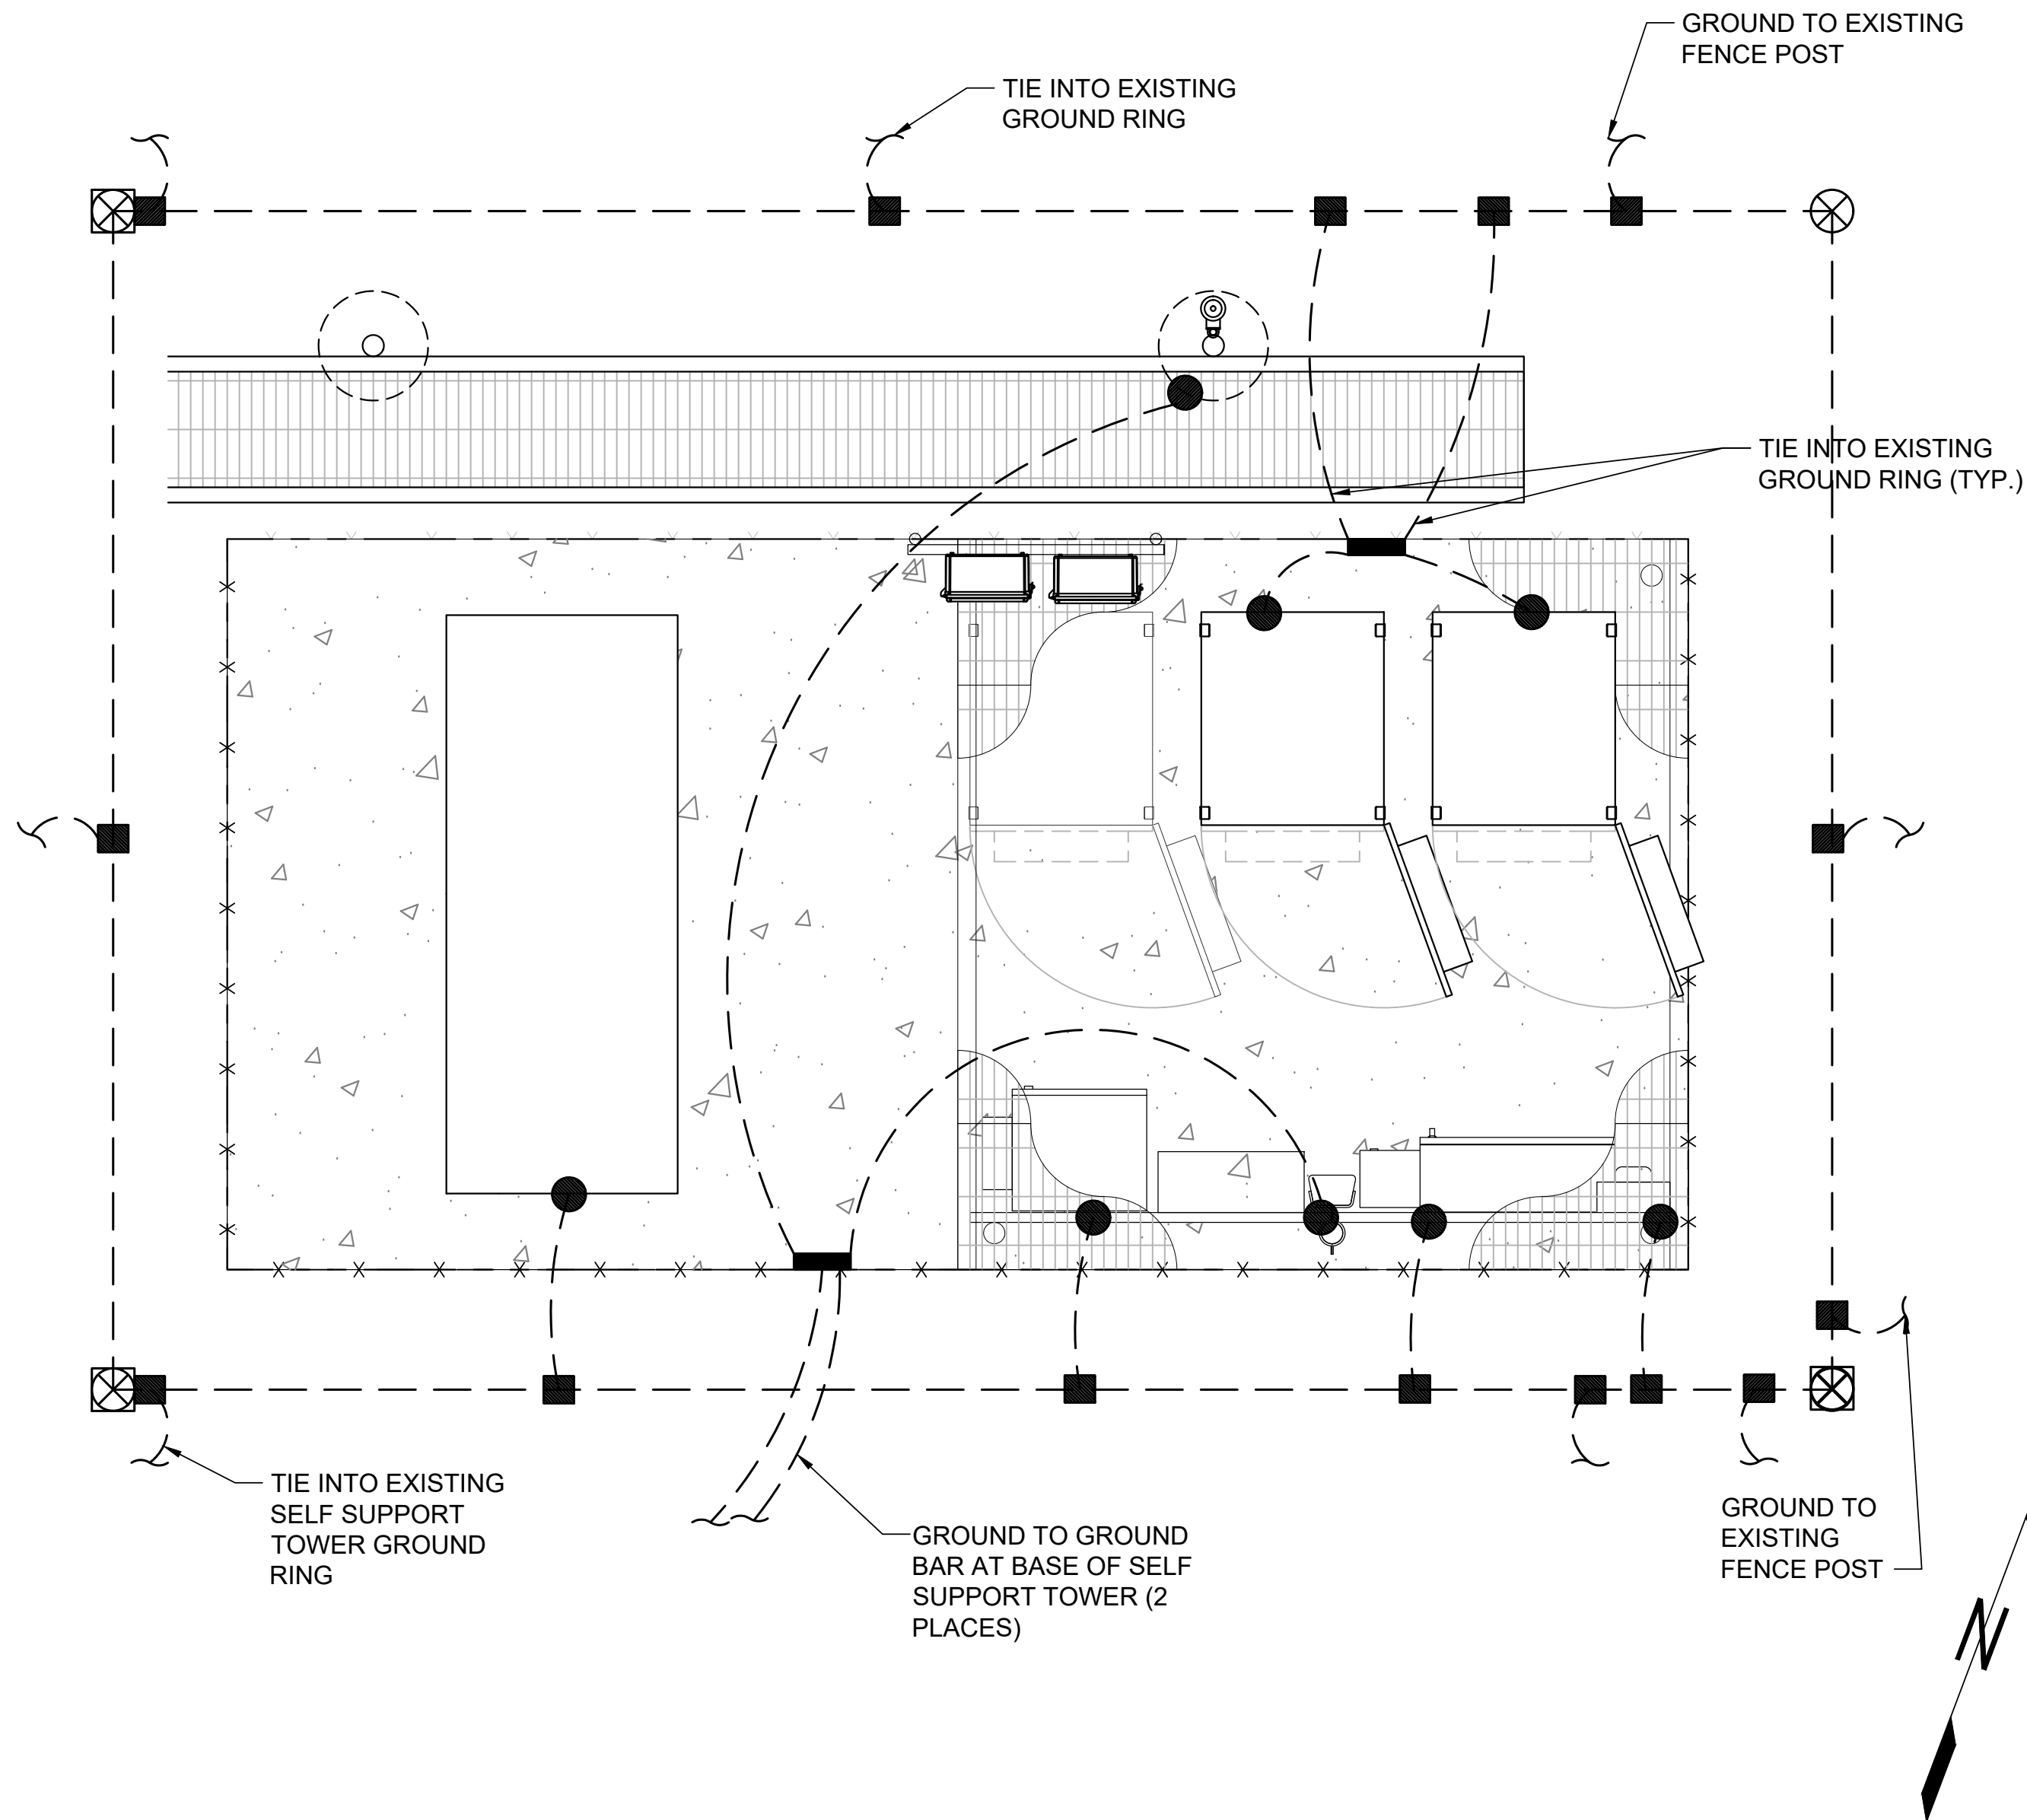 GROUND TO EXISTING
FENCE POST
TIE INTO EXISTING
GROUND RING
TIE INTO EXISTING
GROUND RING (TYP.)
TIE INTO EXISTING
SELF SUPPORT
TOWER GROUND
RING
GROUND TO GROUND
BAR AT BASE OF SELF
SUPPORT TOWER (2
PLACES)
GROUND TO
EXISTING
FENCE POST
N